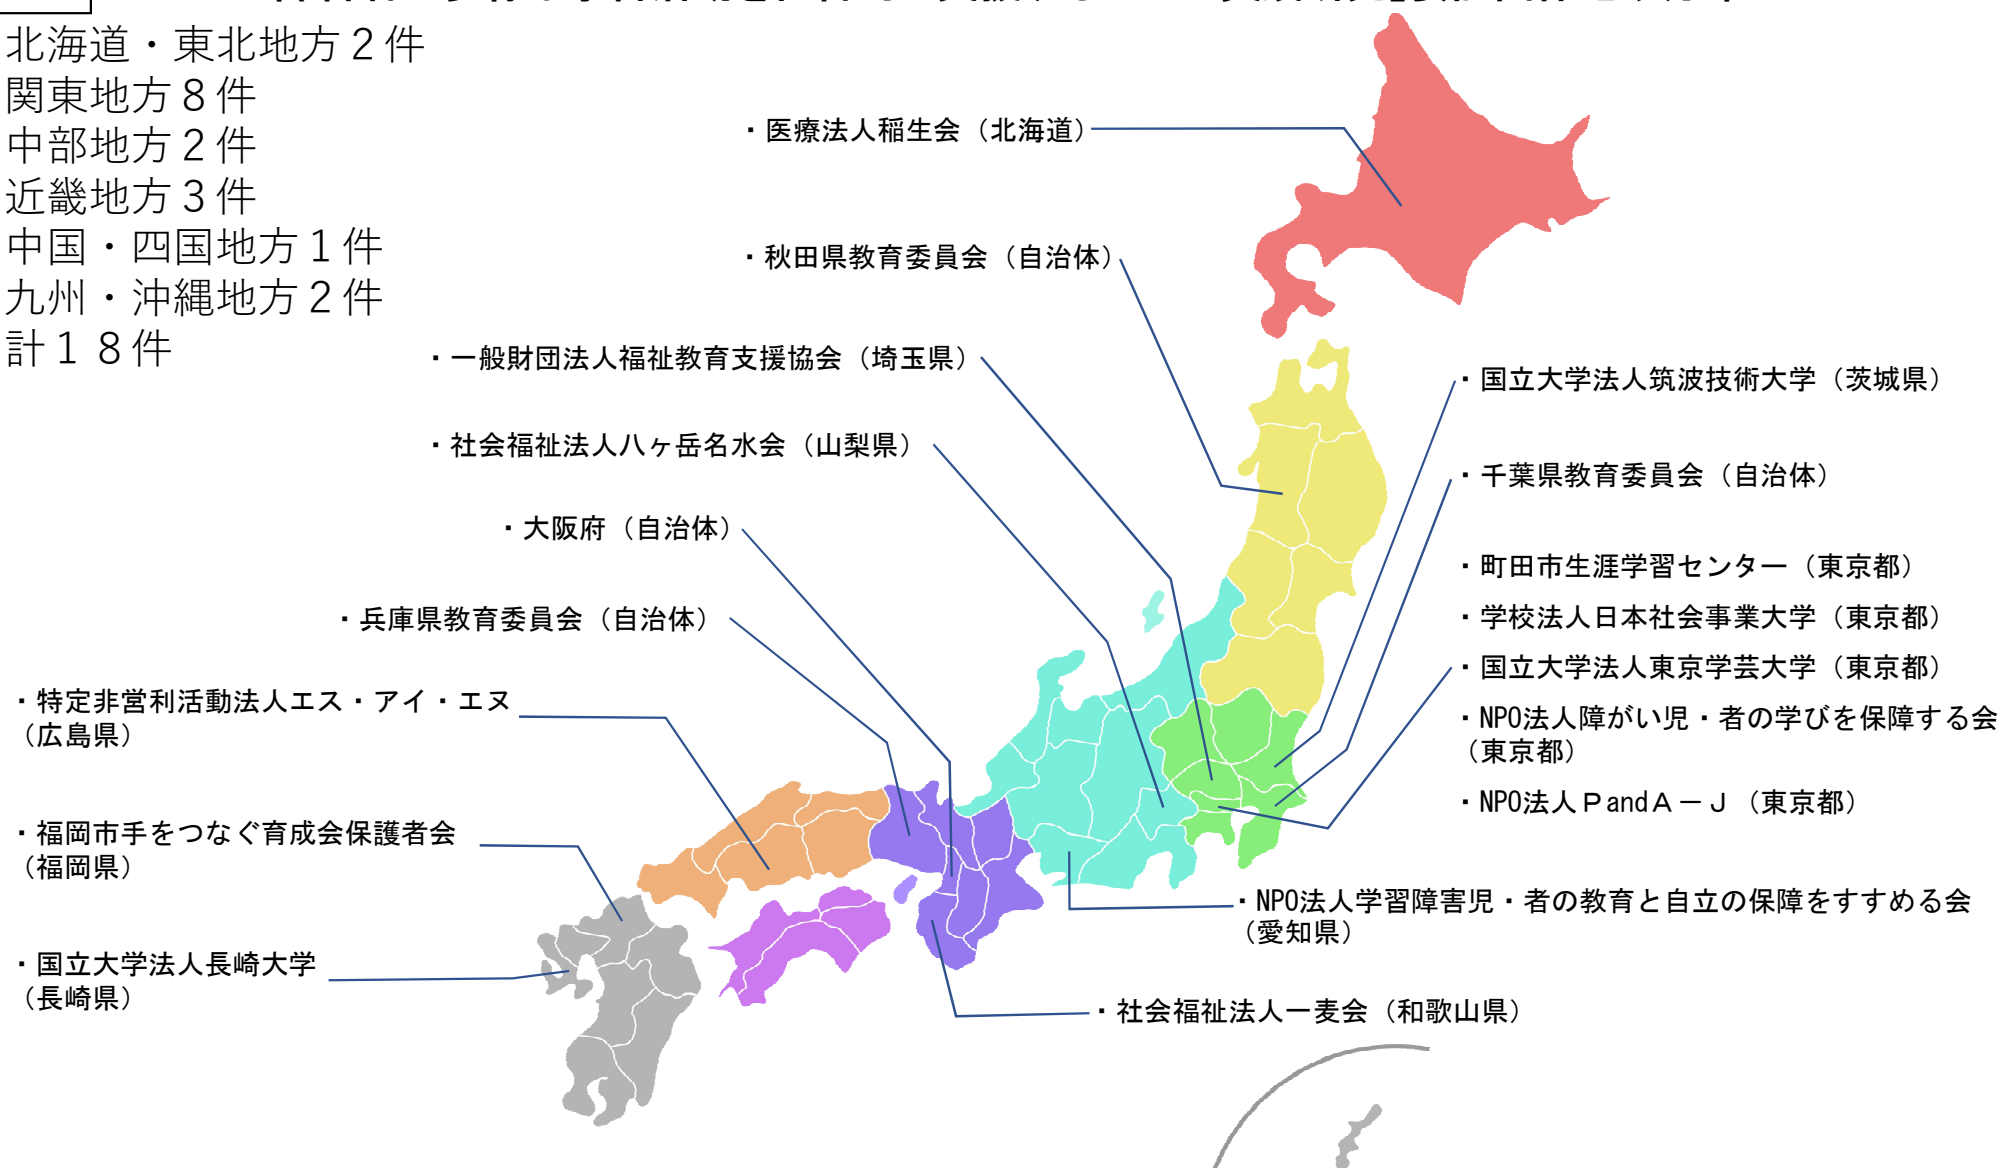 北海道・東北地方２件
関東地方８件
中部地方２件
近畿地方３件
中国・四国地方１件
九州・沖縄地方２件
計１８件
・医療法人稲生会（北海道）
・秋田県教育委員会（自治体）
・一般財団法人福祉教育支援協会（埼玉県）
・社会福祉法人八ヶ岳名水会（山梨県）
・大阪府（自治体）
・兵庫県教育委員会（自治体）
・特定非営利活動法人エス・アイ・エヌ
（広島県）
・福岡市手をつなぐ育成会保護者会
（福岡県）
・国立大学法人長崎大学
（長崎県）
・国立大学法人筑波技術大学（茨城県）
・千葉県教育委員会（自治体）
・町田市生涯学習センター（東京都）
・学校法人日本社会事業大学（東京都）
・国立大学法人東京学芸大学（東京都）
・NPO法人障がい児・者の学びを保障する会
（東京都）
・NPO法人ＰandＡ－Ｊ（東京都）
・NPO法人学習障害児・者の教育と自立の保障をすすめる会
（愛知県）
・社会福祉法人一麦会（和歌山県）